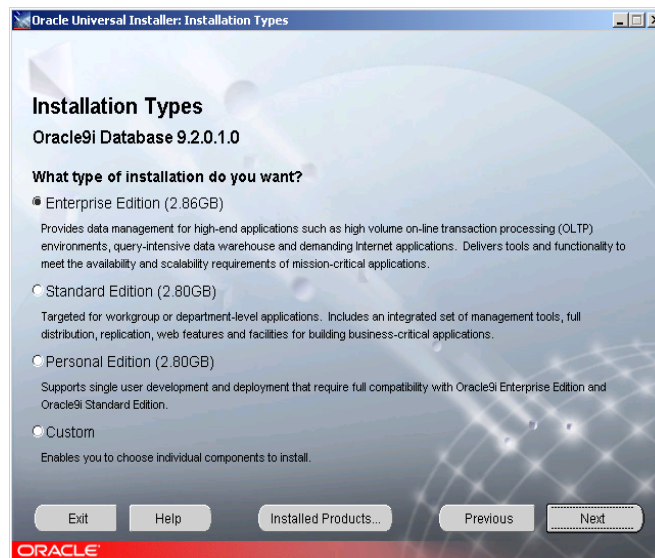 Oracle Universal Installer: Installation Types
Installation Types
Oracle9i Database 9.2.0.1.0
What type of installation do you want?
Enterprise Edition (2.86GB)
Provides data management for high-end applications such as high volume on-line transaction processing (OLTP)
environments, query-intensive data warehouse and demanding Internet applications. Delivers tools and functionality to
meet the availability and scalability requirements of mission-critical applications.
Standard Edition (2.80GB)
Targeted for workgroup or department-level applications. Includes an integrated set of management tools, full
distribution, replication, web features and facilities for building business-critical applications.
Personal Edition (2.80GB)
Supports single user development and deployment that require full compatibility with Oracle9i Enterprise Edition and
Oracle9i Standard Edition.
Custom
Enables you to choose individual components to install.
Exit Help Installed Products... Previous Next
ORACLE